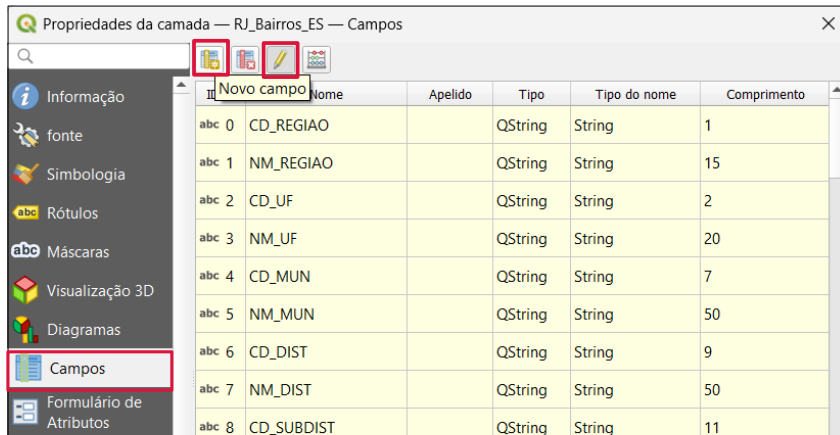 Propriedades da camada — RJ_Bairros_ES — Campos
Novo campo
Nome Apelido Tipo Tipo do nome Comprimento
Informação
fonte
Simbologia
abc Rótulos
abc Máscaras
Visualização 3D
Diagramas
Campos
Formulário de
Atributos
abc 0 CD_REGIAO QString String 1
abc 1 NM_REGIAO QString String 15
abc 2 CD_UF QString String 2
abc 3 NM_UF QString String 20
abc 4 CD_MUN QString String 7
abc 5 NM_MUN QString String 50
abc 6 CD_DIST QString String 9
abc 7 NM_DIST QString String 50
abc 8 CD_SUBDIST QString String 11